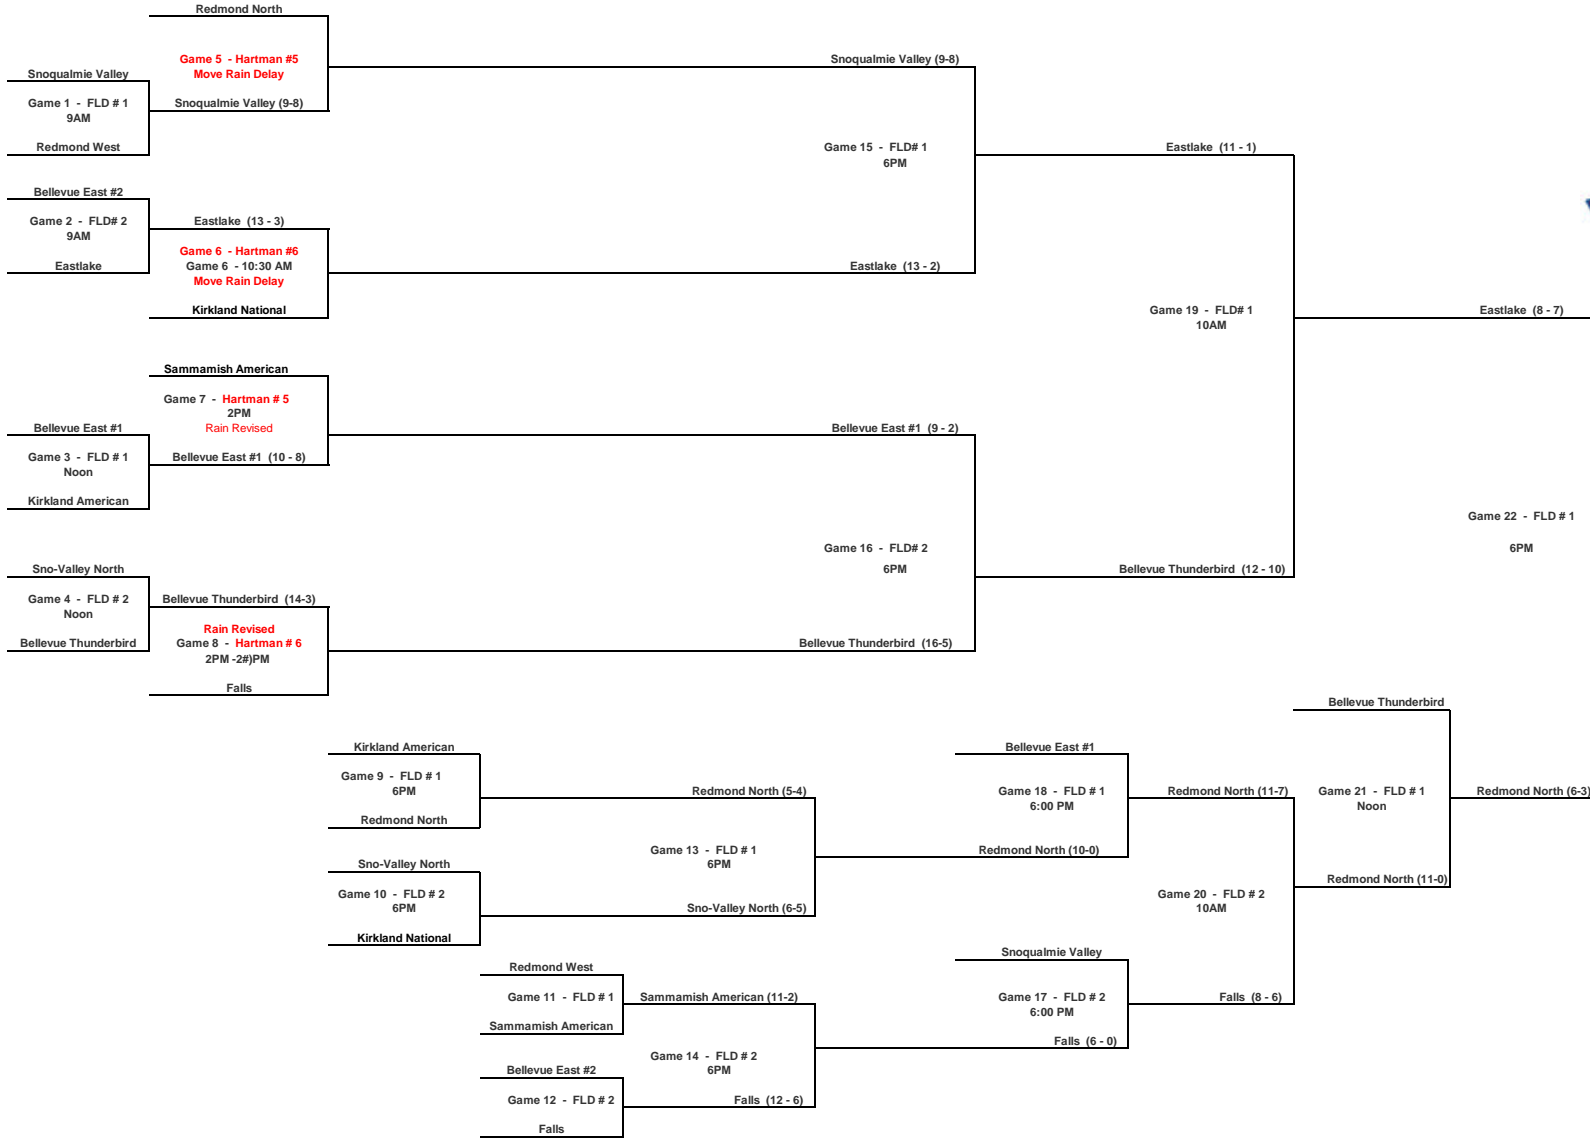 Redmond North
Game 5 - Hartman #5
Move Rain Delay
Snoqualmie Valley (9-8)
Snoqualmie Valley
Game 1 - FLD # 1
9AM
Snoqualmie Valley (9-8)
Redmond West
Game 15 - FLD# 1
6PM
Eastlake (11 - 1)
Bellevue East #2
Game 2 - FLD# 2
9AM
Eastlake (13 - 3)
Game 6 - Hartman #6
Game 6 - 10:30 AM
Move Rain Delay
Eastlake
Eastlake (13 - 2)
Kirkland National
Game 19 - FLD# 1
10AM
Eastlake (8 - 7)
Sammamish American
Game 7 - Hartman # 5
2PM
Rain Revised
Bellevue East #1
Bellevue East #1 (9 - 2)
Game 3 - FLD # 1
Noon
Bellevue East #1 (10 - 8)
Kirkland American
Game 22 - FLD # 1
6PM
Game 16 - FLD# 2
6PM
Sno-Valley North
Bellevue Thunderbird (12 - 10)
Game 4 - FLD # 2
Noon
Bellevue Thunderbird (14-3)
Rain Revised
Game 8 - Hartman # 6
2PM -2#)PM
Bellevue Thunderbird
Bellevue Thunderbird (16-5)
Falls
Bellevue Thunderbird
Kirkland American
Bellevue East #1
Game 9 - FLD # 1
6PM
Redmond North (5-4)
Game 18 - FLD # 1
6:00 PM
Redmond North (11-7)
Game 21 - FLD # 1
Noon
Redmond North (6-3)
Redmond North
Game 13 - FLD # 1
6PM
Redmond North (10-0)
Sno-Valley North
Redmond North (11-0)
Game 10 - FLD # 2
6PM
Game 20 - FLD # 2
10AM
Sno-Valley North (6-5)
Kirkland National
Snoqualmie Valley
Redmond West
Game 11 - FLD # 1
Sammamish American (11-2)
Game 17 - FLD # 2
6:00 PM
Falls (8 - 6)
Sammamish American
Falls (6 - 0)
Game 14 - FLD # 2
6PM
Bellevue East #2
Game 12 - FLD # 2
Falls (12 - 6)
Falls